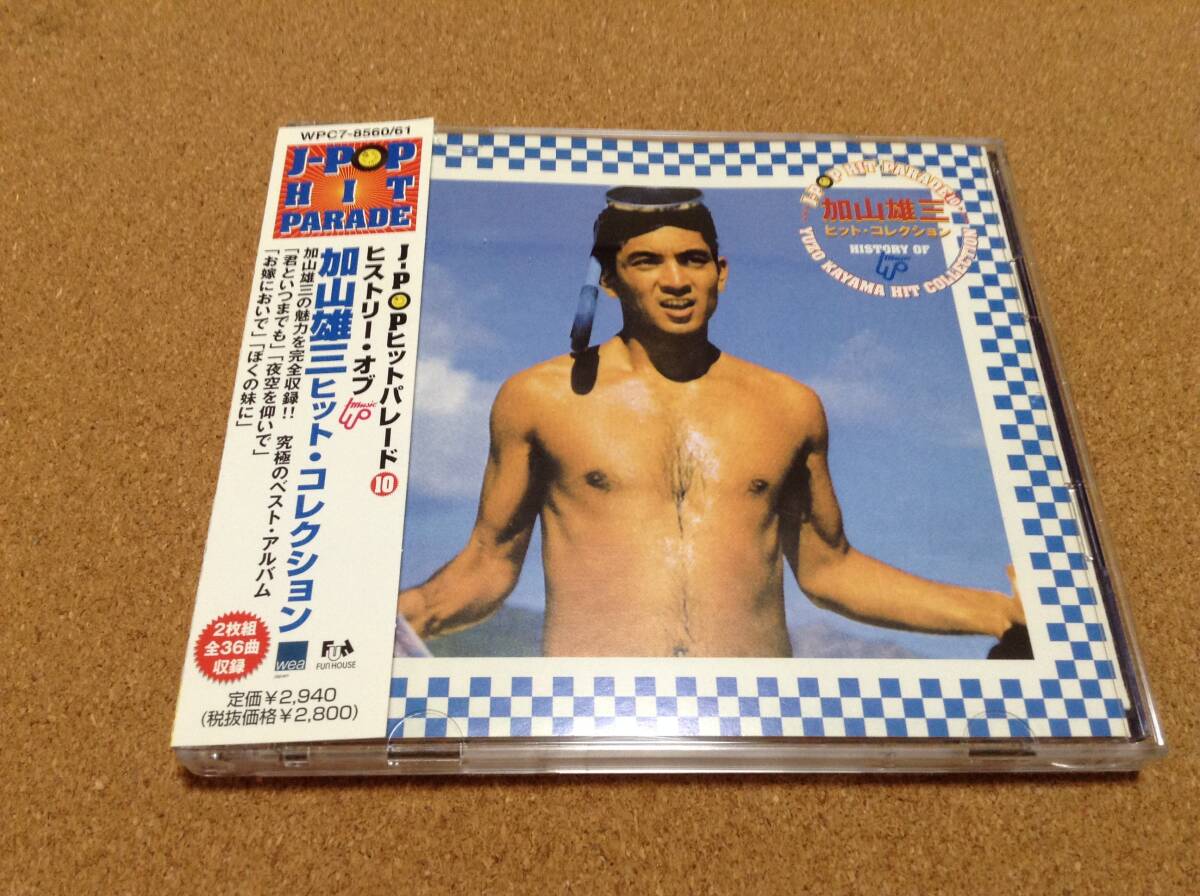 WPC7-8560/61
J-POP
HIT
PARADE
J-POPヒットパレード10
ヒストリー・オブ
music UP
加山雄三ヒット・コレクション
加山雄三の魅力を完全収録!! 究極のベスト・アルバム
「君といつまでも」「夜空を仰いで」
「お嫁においで」「ぼくの妹に」
2枚組
全36曲
収録
wea
JAPAN
FUN
FUN HOUSE
定価¥2,940
(税抜価格¥2,800)
J-POP HIT PARADE 10
加山雄三
ヒット・コレクション
HISTORY OF
music UP
YUZO KAYAMA HIT COLLECTION